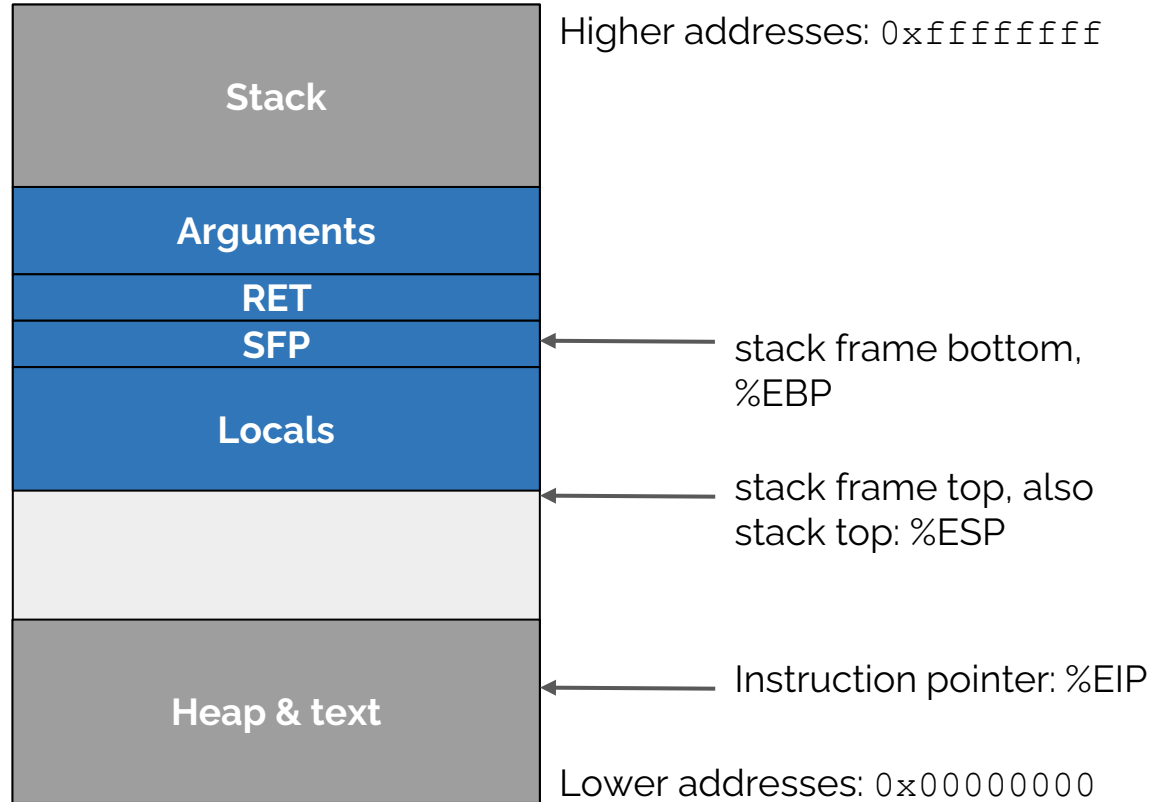 Higher addresses: 0xffffffff
Stack
Arguments
RET
SFP
stack frame bottom,
%EBP
Locals
stack frame top, also
stack top: %ESP
Instruction pointer: %EIP
Heap & text
Lower addresses: 0x00000000